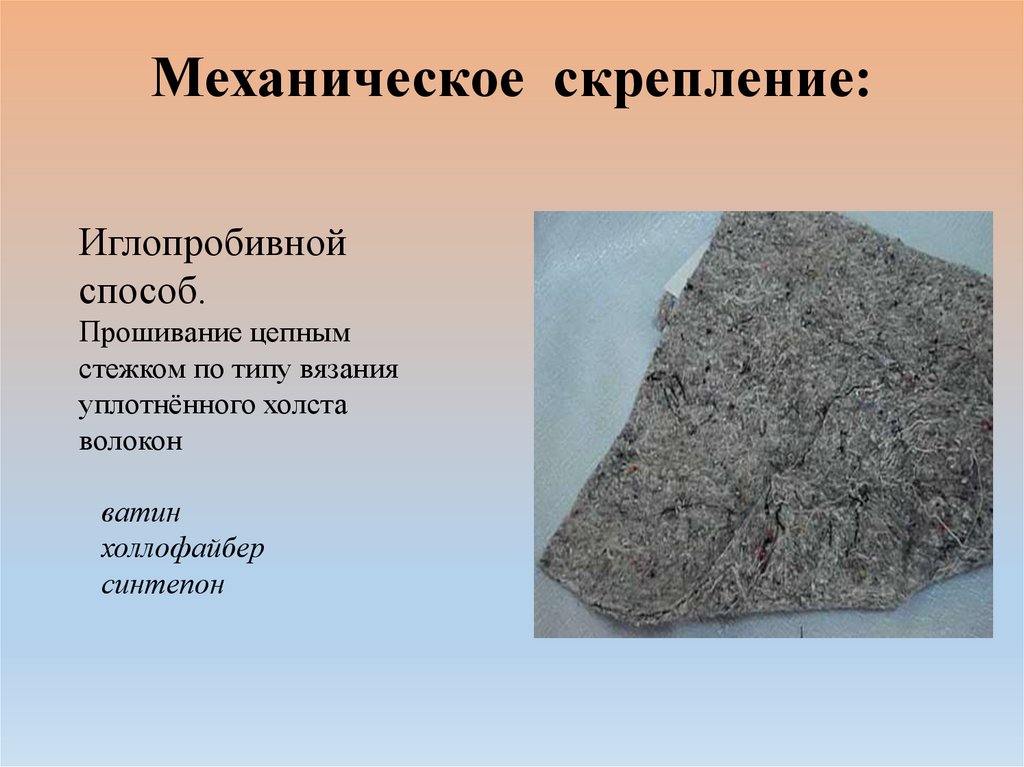 Механическое скрепление:
Иглопробивной
способ.
Прошивание цепным
стежком по типу вязания
уплотнённого холста
волокон
ватин
холлофайбер
синтепон